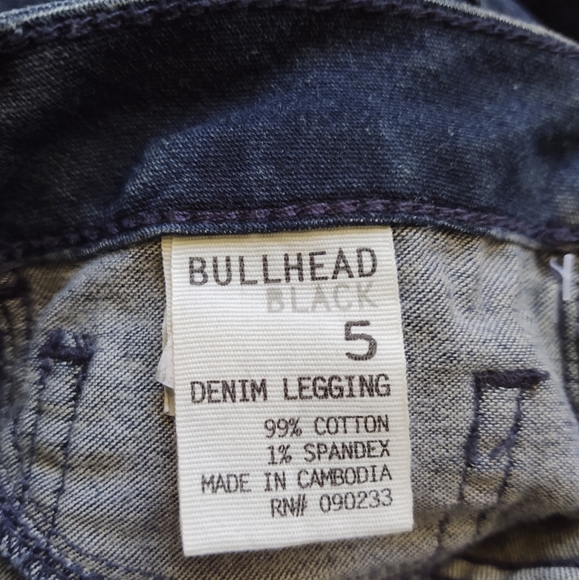 BULLHEAD
BLACK
5
DENIM LEGGING
99% COTTON
1% SPANDEX
MADE IN CAMBODIA
RN# 090233